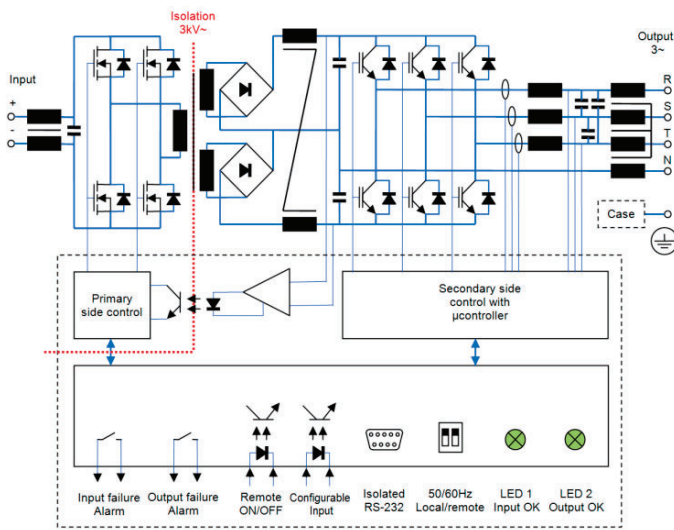 Isolation
3kV~
Output
3~
Input
+
-
R
S
T
N
Case
Primary
side control
Secondary side
control with
µcontroller
Input failure
Alarm
Output failure
Alarm
Remote
ON/OFF
Configurable
Input
Isolated
RS-232
50/60Hz
Local/remote
LED 1
Input OK
LED 2
Output OK